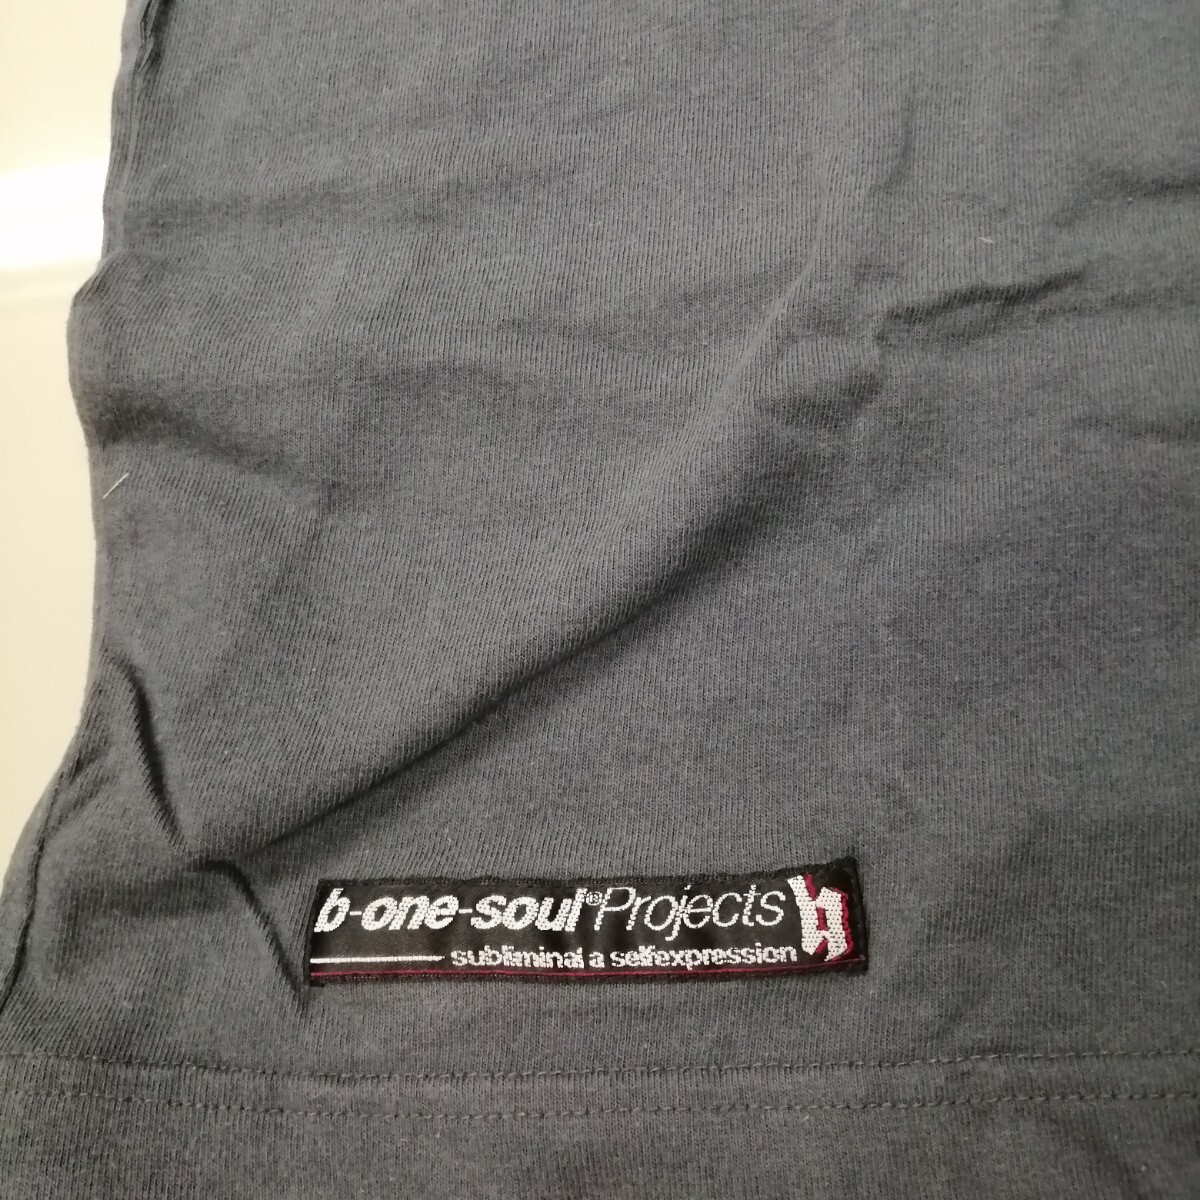 b-one-soul®Projects
subliminal a selfexpression